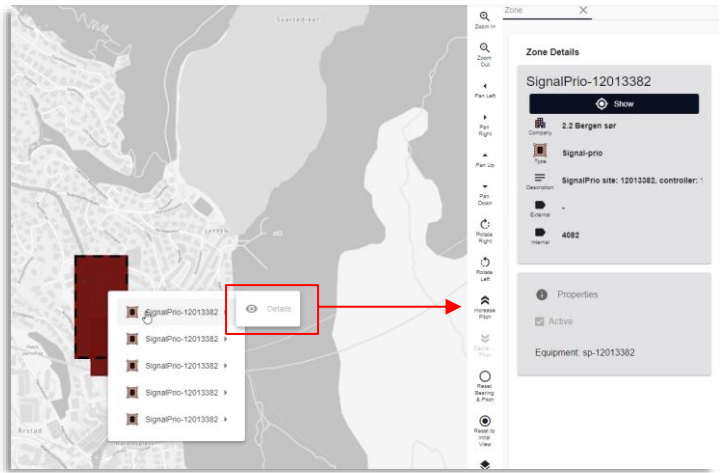 Svartediket
LAPPEN
Årstad
SignalPrio-12013382
SignalPrio-12013382
SignalPrio-12013382
SignalPrio-12013382
SignalPrio-12013382
Details
Zoom In
Zoom
Out
Pan Left
Pan
Right
Pan Up
Pan
Down
Rotate
Right
Rotate
Left
Increase
Pitch
Reset
Bearing
& Pitch
Reset to
Initial
View
Zone
Zone Details
SignalPrio-12013382
Show
Company
2.2 Bergen sør
Type
Signal-prio
Description
SignalPrio site: 12013382, controller:
External
-
Internal
4082
Properties
Active
Equipment: sp-12013382